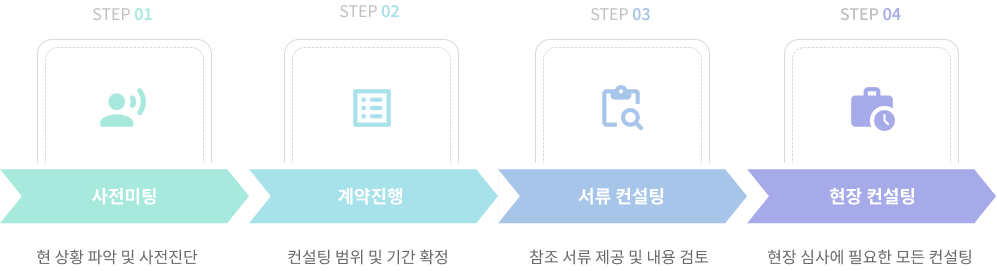 STEP 01
STEP 02
STEP 03
STEP 04
사전미팅
계약진행
서류 컨설팅
현장 컨설팅
현 상황 파악 및 사전진단
컨설팅 범위 및 기간 확정
참조 서류 제공 및 내용 검토
현장 심사에 필요한 모든 컨설팅